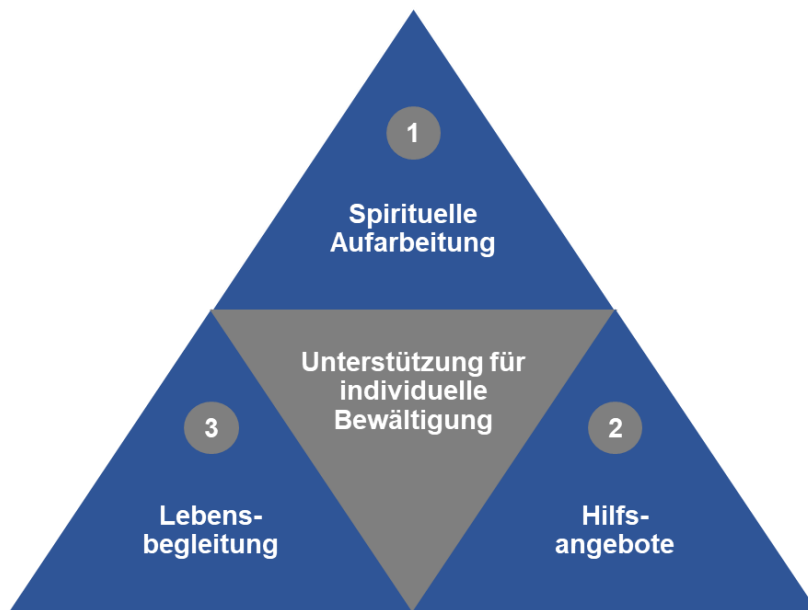 1
Spirituelle
Aufarbeitung
Unterstützung für
individuelle
Bewältigung
3
2
Lebens-
begleitung
Hilfs-
angebote